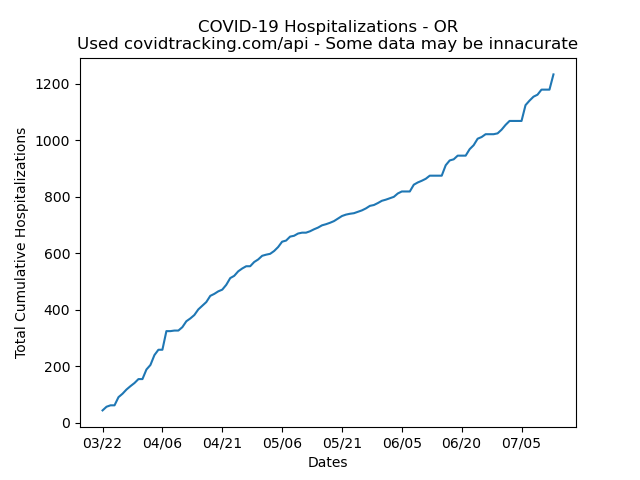 COVID-19 Hospitalizations - OR
Used covidtracking.com/api - Some data may be innacurate
Total Cumulative Hospitalizations
1200
1000
800
600
400
200
0
03/22 04/06 04/21 05/06 05/21 06/05 06/20 07/05
Dates